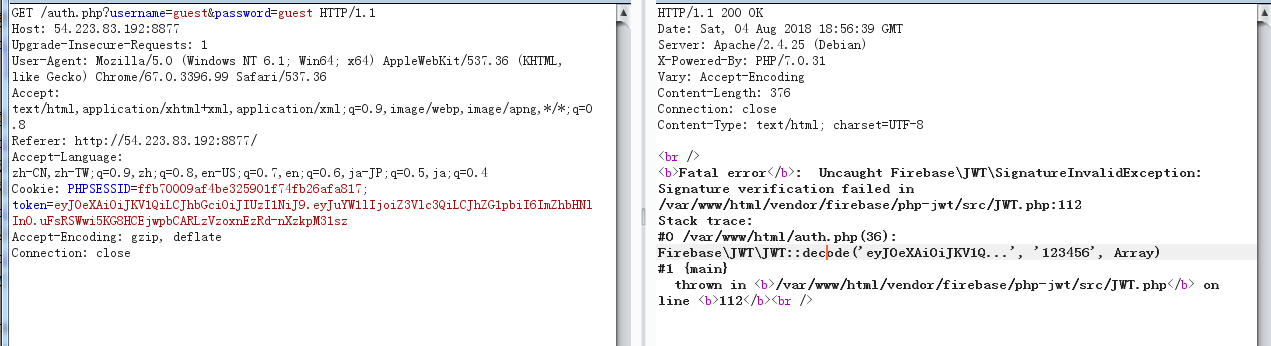 GET /auth.php?username=guest&password=guest HTTP/1.1
Host: 54.223.83.192:8877
Upgrade-Insecure-Requests: 1
User-Agent: Mozilla/5.0 (Windows NT 6.1; Win64; x64) AppleWebKit/537.36 (KHTML,
like Gecko) Chrome/67.0.3396.99 Safari/537.36
Accept:
text/html,application/xhtml+xml,application/xml;q=0.9,image/webp,image/apng,*/*;q=0
.8
Referer: http://54.223.83.192:8877/
Accept-Language:
zh-CN,zh-TW;q=0.9,zh;q=0.8,en-US;q=0.7,en;q=0.6,ja-JP;q=0.5,ja;q=0.4
Cookie: PHPSESSID=ffb70009af4be325901f74fb26afa817;
token=eyJ0eXAiOiJKV1QiLCJhbGciOiJIUzI1NiJ9.eyJuYW1lIjoiZ3Vlc3QiLCJhZG1pbiI6ImZhbHNl
In0.uFsRSWwi5KG8HCEjwpbCARLzVzoxnEzRd-nXzkpM31sz
Accept-Encoding: gzip, deflate
Connection: close
HTTP/1.1 200 OK
Date: Sat, 04 Aug 2018 18:56:39 GMT
Server: Apache/2.4.25 (Debian)
X-Powered-By: PHP/7.0.31
Vary: Accept-Encoding
Content-Length: 376
Connection: close
Content-Type: text/html; charset=UTF-8
<br />
<b>Fatal error</b>:  Uncaught Firebase\JWT\SignatureInvalidException:
Signature verification failed in
/var/www/html/vendor/firebase/php-jwt/src/JWT.php:112
Stack trace:
#0 /var/www/html/auth.php(36):
Firebase\JWT\JWT::decode('eyJ0eXAiOiJKV1Q...', '123456', Array)
#1 {main}
  thrown in <b>/var/www/html/vendor/firebase/php-jwt/src/JWT.php</b> on
line <b>112</b><br />